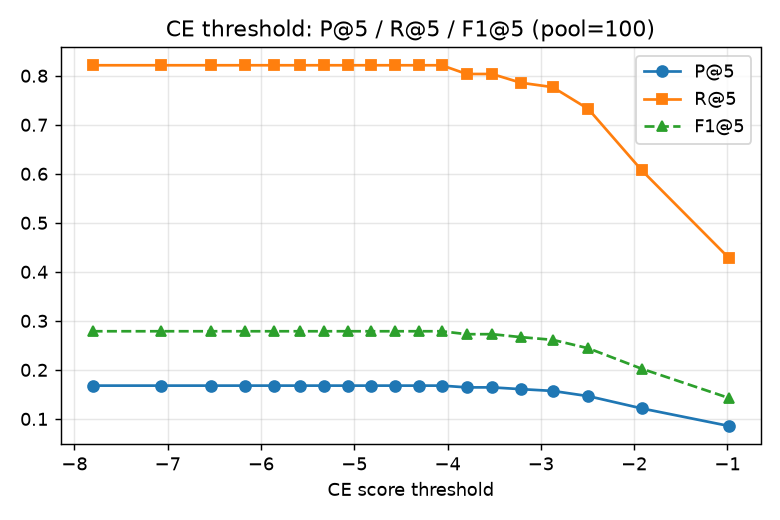 CE threshold: P@5 / R@5 / F1@5 (pool=100)
P@5
R@5
F1@5
0.8
0.7
0.6
0.5
0.4
0.3
0.2
0.1
−8 −7 −6 −5 −4 −3 −2 −1
CE score threshold